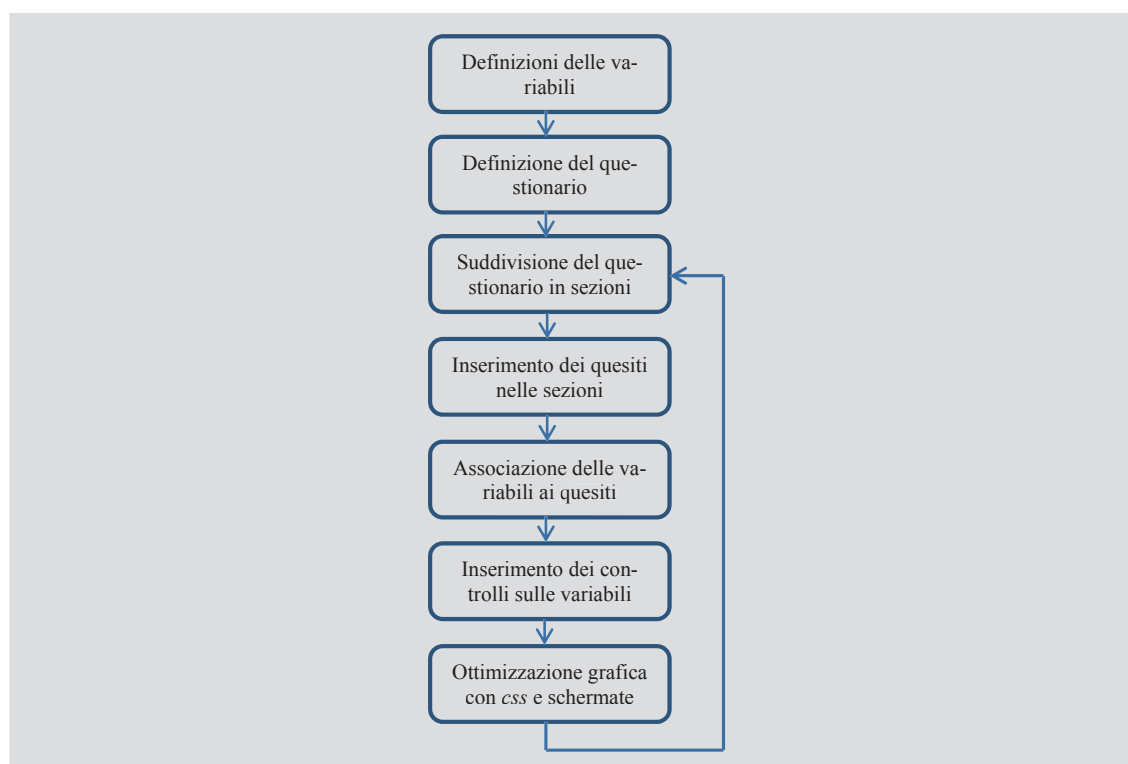 Definizioni delle va-
riabili
Definizione del que-
stionario
Suddivisione del que-
stionario in sezioni
Inserimento dei quesiti
nelle sezioni
Associazione delle va-
riabili ai quesiti
Inserimento dei con-
trolli sulle variabili
Ottimizzazione grafica
con css e schermate